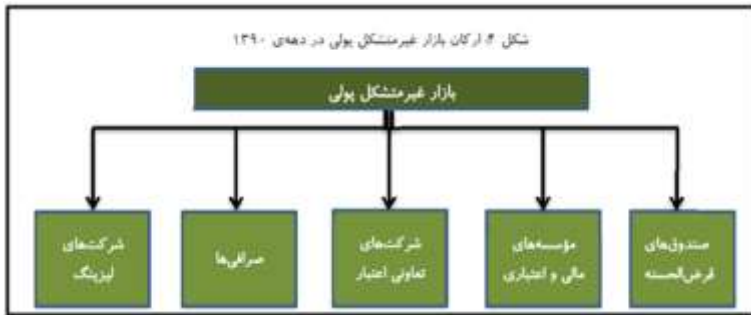 شکل ۴. ارکان بازار غیرمتشکل پولی در دهه‌ی ۱۳۹۰
بازار غیرمتشکل پولی
صندوق‌های
قرض‌الحسنه
مؤسسه‌های
مالی و اعتباری
شرکت‌های
تعاونی اعتبار
صرافی‌ها
شرکت‌های
لیزینگ